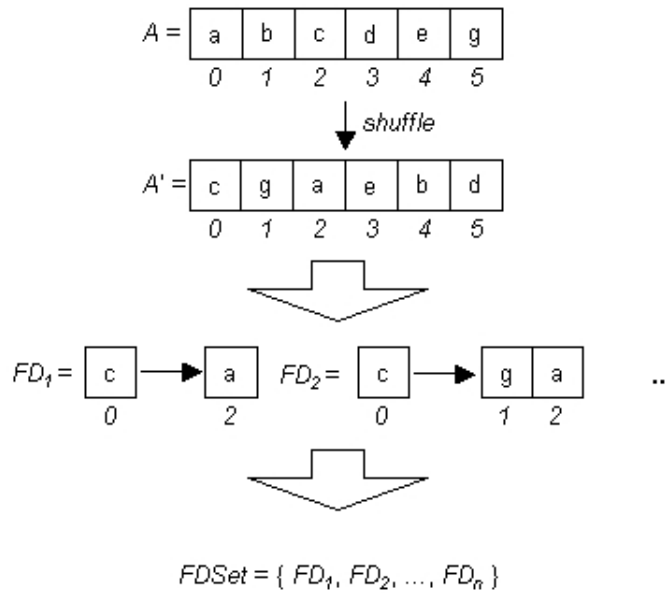 A = a b c d e g
0 1 2 3 4 5
shuffle
A' = c g a e b d
0 1 2 3 4 5
FD₁ = c a FD₂ = c g a ..
0 2 0 1 2
FDSet = { FD₁, FD₂, ..., FDₙ }